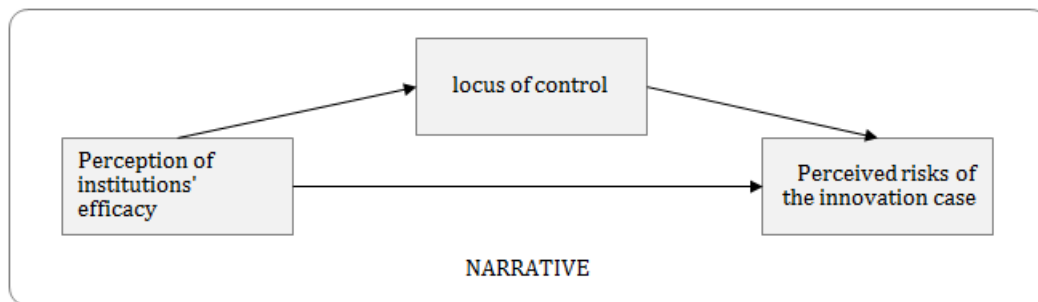 locus of control
Perception of
institutions'
efficacy
Perceived risks of
the innovation case
NARRATIVE